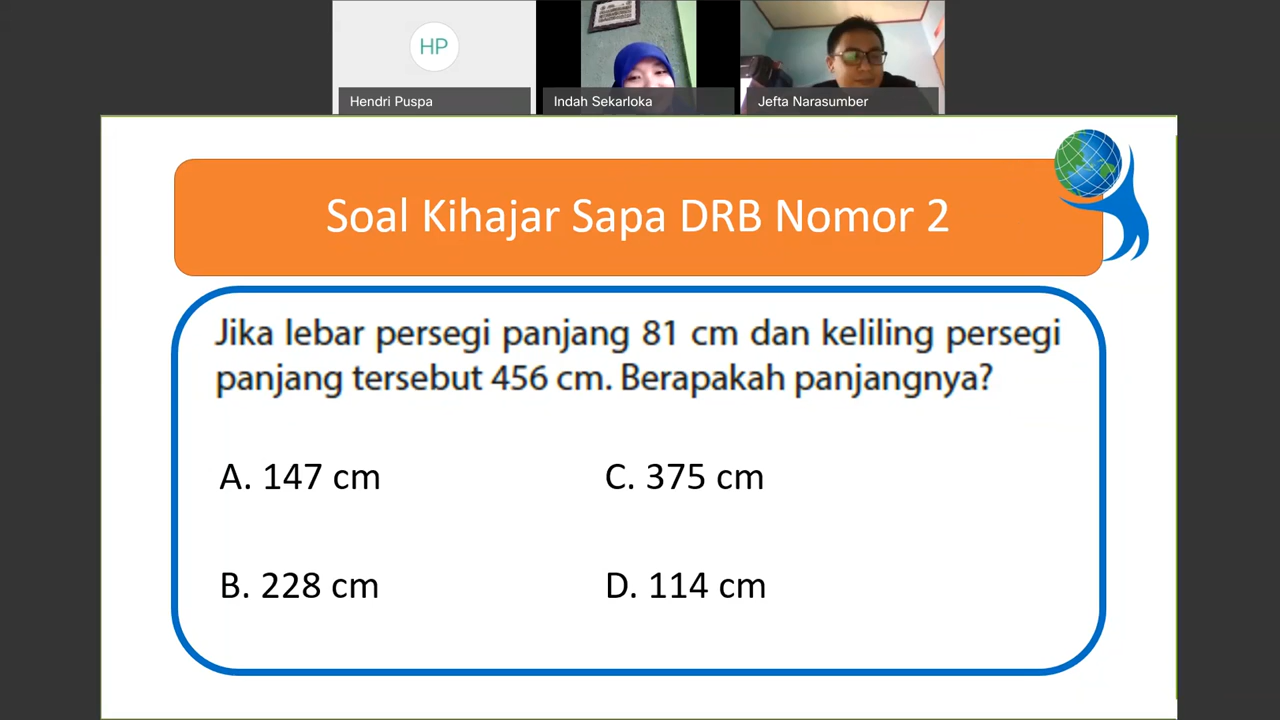 HP
Hendri Puspa
Indah Sekarloka
Jefta Narasumber
Soal Kihajar Sapa DRB Nomor 2
Jika lebar persegi panjang 81 cm dan keliling persegi
panjang tersebut 456 cm. Berapakah panjangnya?
A. 147 cm
C. 375 cm
B. 228 cm
D. 114 cm